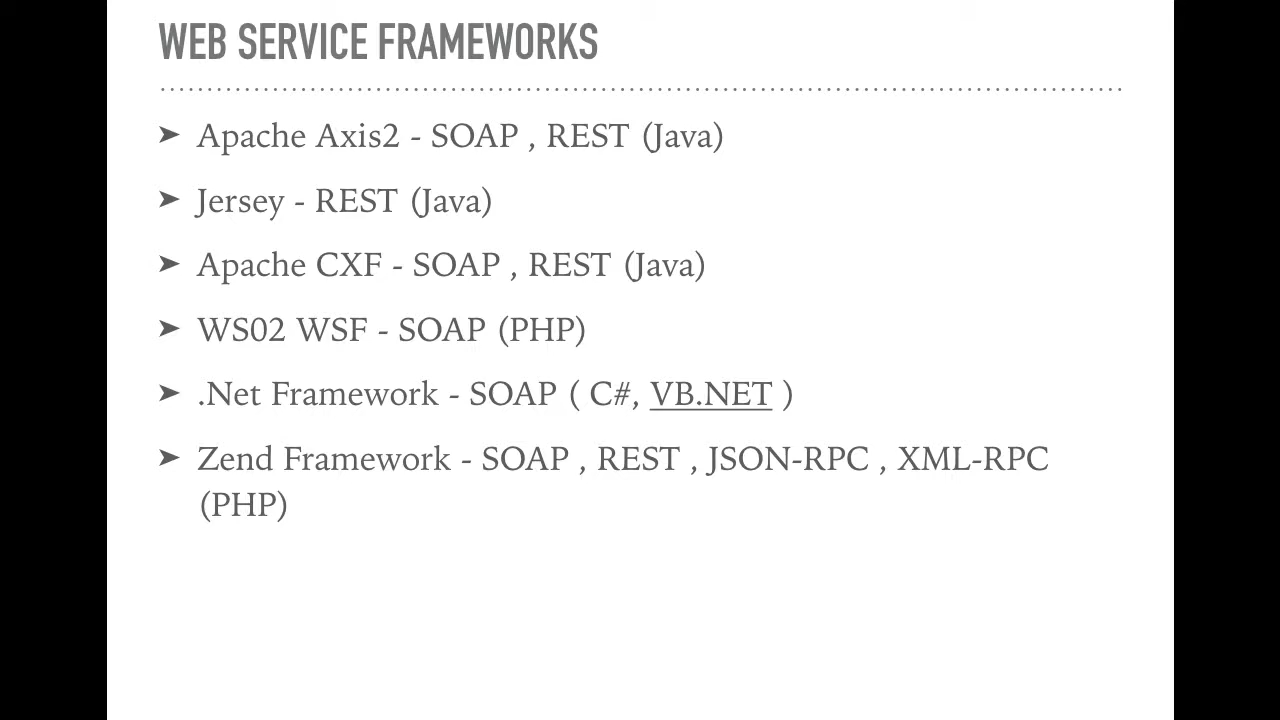 WEB SERVICE FRAMEWORKS
➤ Apache Axis2 - SOAP , REST (Java)
➤ Jersey - REST (Java)
➤ Apache CXF - SOAP , REST (Java)
➤ WS02 WSF - SOAP (PHP)
➤ .Net Framework - SOAP ( C#, VB.NET )
➤ Zend Framework - SOAP , REST , JSON-RPC , XML-RPC
(PHP)